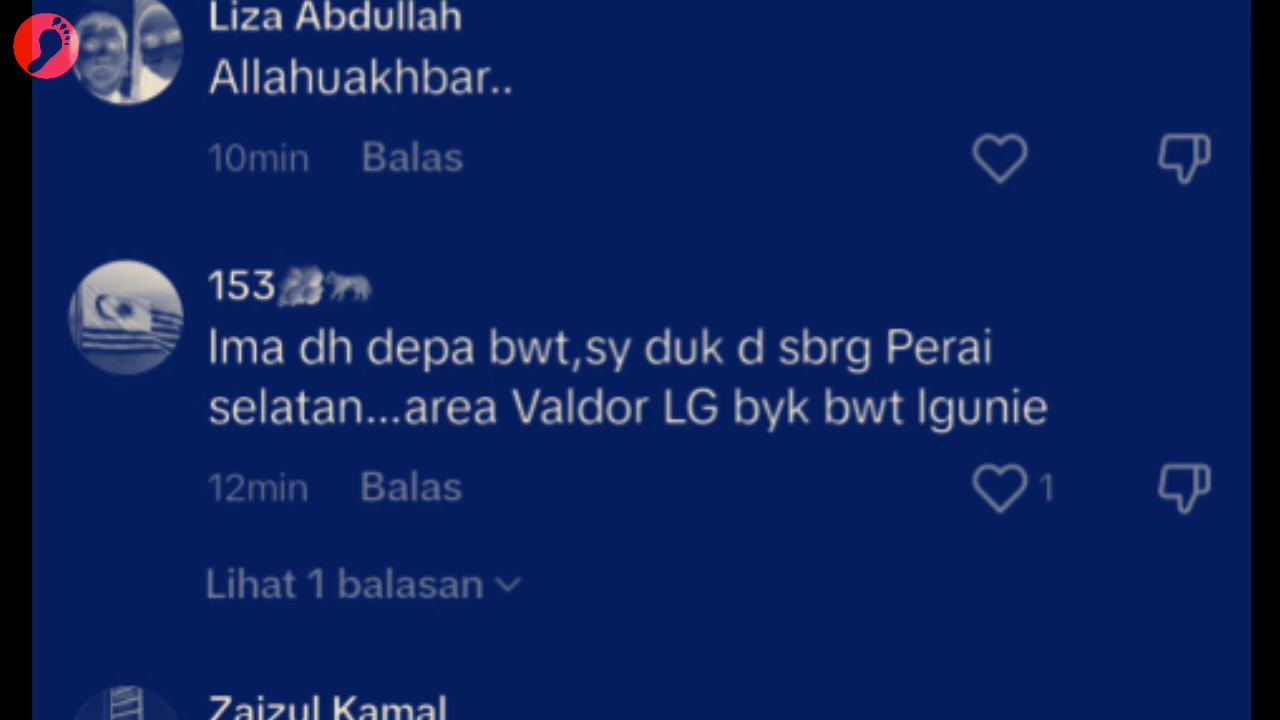 Liza Abdullah
Allahuakhbar..
10min Balas
153
lma dh depa bwt,sy duk d sbrg Perai
selatan...area Valdor LG byk bwt lgunie
12min Balas 1
Lihat 1 balasan
Zaizul Kamal